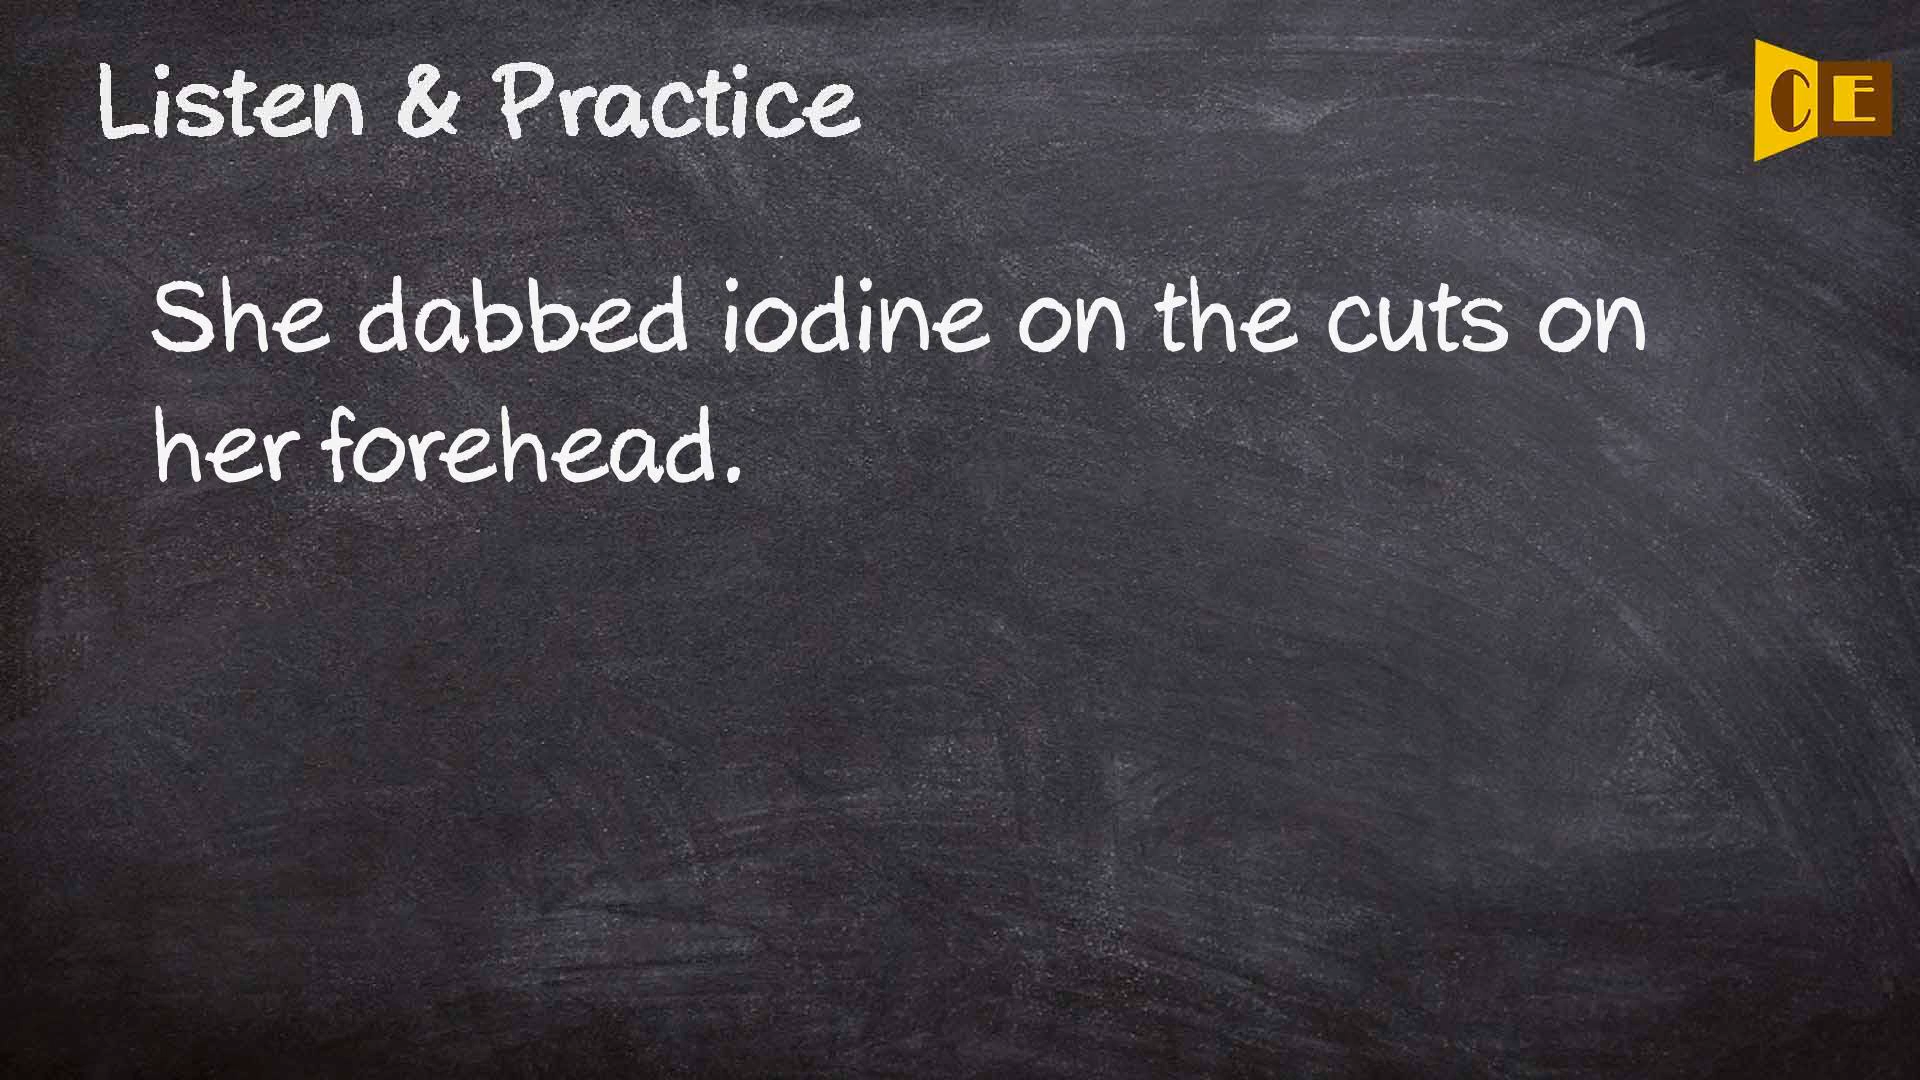 Listen & Practice
CE
She dabbed iodine on the cuts on
her forehead.